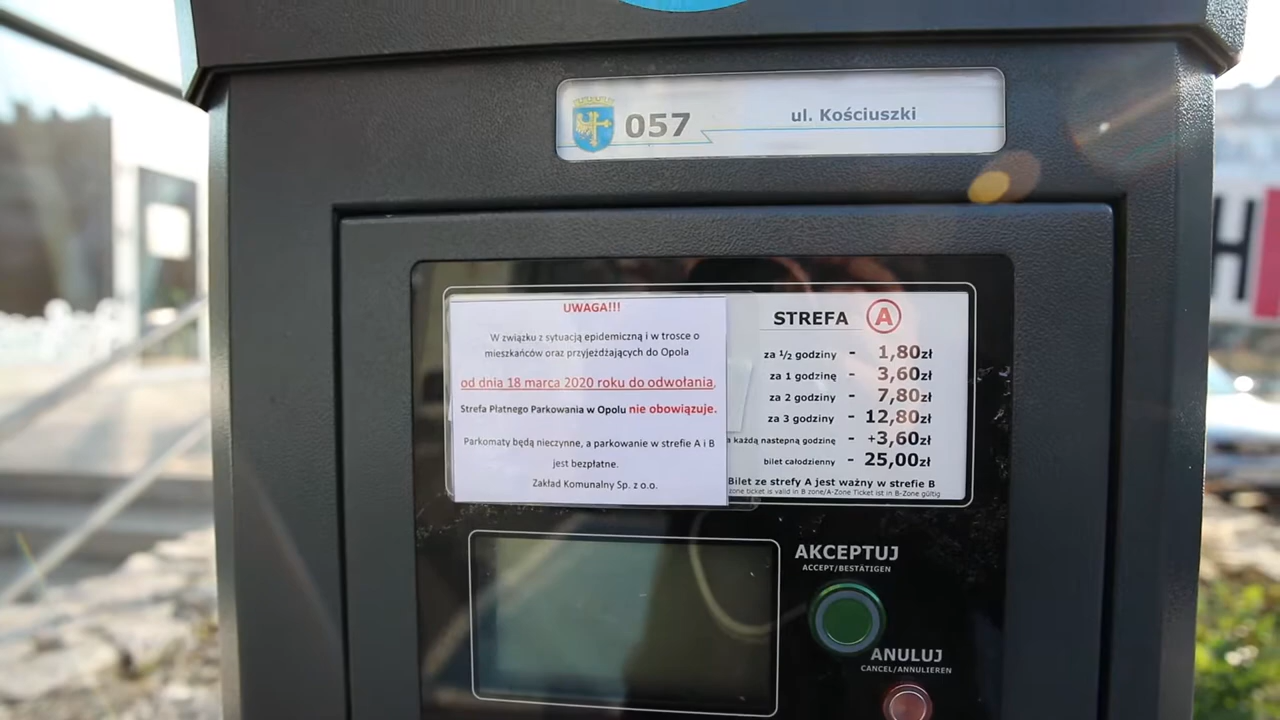 057
ul. Kościuszki
UWAGA!!!
W związku z sytuacją epidemiczną i w trosce o
mieszkańców oraz przyjeżdżających do Opola
od dnia 18 marca 2020 roku do odwołania,
Strefa Płatnego Parkowania w Opolu nie obowiązuje.
Parkomaty będą nieczynne, a parkowanie w strefie A i B
jest bezpłatne.
Zakład Komunalny Sp. z o.o.
STREFA A
za 1/2 godziny - 1,80zł
za 1 godzinę - 3,60zł
za 2 godziny - 7,80zł
za 3 godziny - 12,80zł
każdą nastepną godzinę - +3,60zł
bilet całodzienny - 25,00zł
Bilet ze strefy A jest ważny w strefie B
zone ticket is valid in B zone/A-Zone Ticket ist in B-Zone gültig
AKCEPTUJ
ACCEPT/BESTÄTIGEN
ANULUJ
CANCEL/ANNULIEREN
H